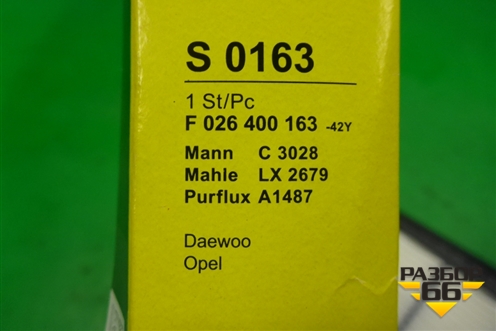 S 0163
1 St/Pc
F 026 400 163 -42Y
Mann C 3028
Mahle LX 2679
Purflux A1487
Daewoo
Opel
РАЗБОР
66